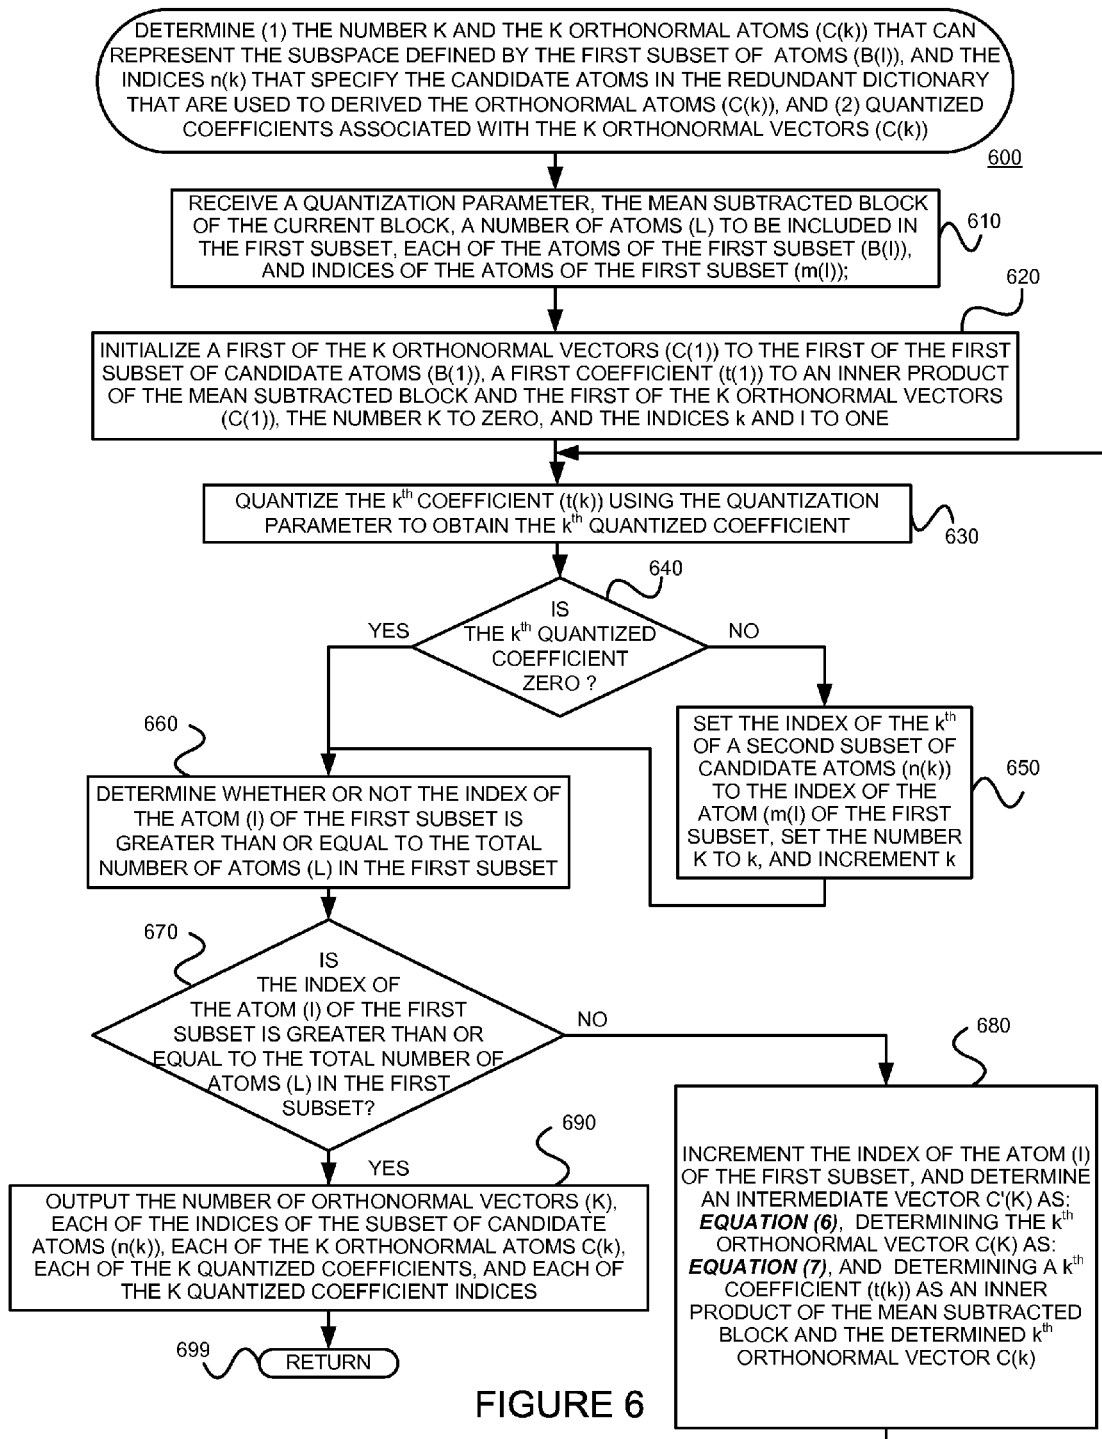 DETERMINE (1) THE NUMBER K AND THE K ORTHONORMAL ATOMS (C(k)) THAT CAN
REPRESENT THE SUBSPACE DEFINED BY THE FIRST SUBSET OF ATOMS (B(l)), AND THE
INDICES n(k) THAT SPECIFY THE CANDIDATE ATOMS IN THE REDUNDANT DICTIONARY
THAT ARE USED TO DERIVED THE ORTHONORMAL ATOMS (C(k)), AND (2) QUANTIZED
COEFFICIENTS ASSOCIATED WITH THE K ORTHONORMAL VECTORS (C(k))
600
RECEIVE A QUANTIZATION PARAMETER, THE MEAN SUBTRACTED BLOCK
OF THE CURRENT BLOCK, A NUMBER OF ATOMS (L) TO BE INCLUDED IN
THE FIRST SUBSET, EACH OF THE ATOMS OF THE FIRST SUBSET (B(l)),
AND INDICES OF THE ATOMS OF THE FIRST SUBSET (m(l));
610
620
INITIALIZE A FIRST OF THE K ORTHONORMAL VECTORS (C(1)) TO THE FIRST OF THE FIRST
SUBSET OF CANDIDATE ATOMS (B(1)), A FIRST COEFFICIENT (t(1)) TO AN INNER PRODUCT
OF THE MEAN SUBTRACTED BLOCK AND THE FIRST OF THE K ORTHONORMAL VECTORS
(C(1)), THE NUMBER K TO ZERO, AND THE INDICES k AND l TO ONE
QUANTIZE THE kth COEFFICIENT (t(k)) USING THE QUANTIZATION
PARAMETER TO OBTAIN THE kth QUANTIZED COEFFICIENT
630
640
IS
THE kth QUANTIZED
COEFFICIENT
ZERO ?
YES
NO
SET THE INDEX OF THE kth
OF A SECOND SUBSET OF
CANDIDATE ATOMS (n(k))
TO THE INDEX OF THE
ATOM (m(l) OF THE FIRST
SUBSET, SET THE NUMBER
K TO k, AND INCREMENT k
650
660
DETERMINE WHETHER OR NOT THE INDEX OF
THE ATOM (l) OF THE FIRST SUBSET IS
GREATER THAN OR EQUAL TO THE TOTAL
NUMBER OF ATOMS (L) IN THE FIRST SUBSET
670
IS
THE INDEX OF
THE ATOM (l) OF THE FIRST
SUBSET IS GREATER THAN OR
EQUAL TO THE TOTAL NUMBER OF
ATOMS (L) IN THE FIRST
SUBSET?
NO
YES
680
INCREMENT THE INDEX OF THE ATOM (l)
OF THE FIRST SUBSET, AND DETERMINE
AN INTERMEDIATE VECTOR C'(K) AS:
EQUATION (6), DETERMINING THE kth
ORTHONORMAL VECTOR C(K) AS:
EQUATION (7), AND DETERMINING A kth
COEFFICIENT (t(k)) AS AN INNER
PRODUCT OF THE MEAN SUBTRACTED
BLOCK AND THE DETERMINED kth
ORTHONORMAL VECTOR C(k)
690
OUTPUT THE NUMBER OF ORTHONORMAL VECTORS (K),
EACH OF THE INDICES OF THE SUBSET OF CANDIDATE
ATOMS (n(k)), EACH OF THE K ORTHONORMAL ATOMS C(k),
EACH OF THE K QUANTIZED COEFFICIENTS, AND EACH OF
THE K QUANTIZED COEFFICIENT INDICES
699
RETURN
FIGURE 6